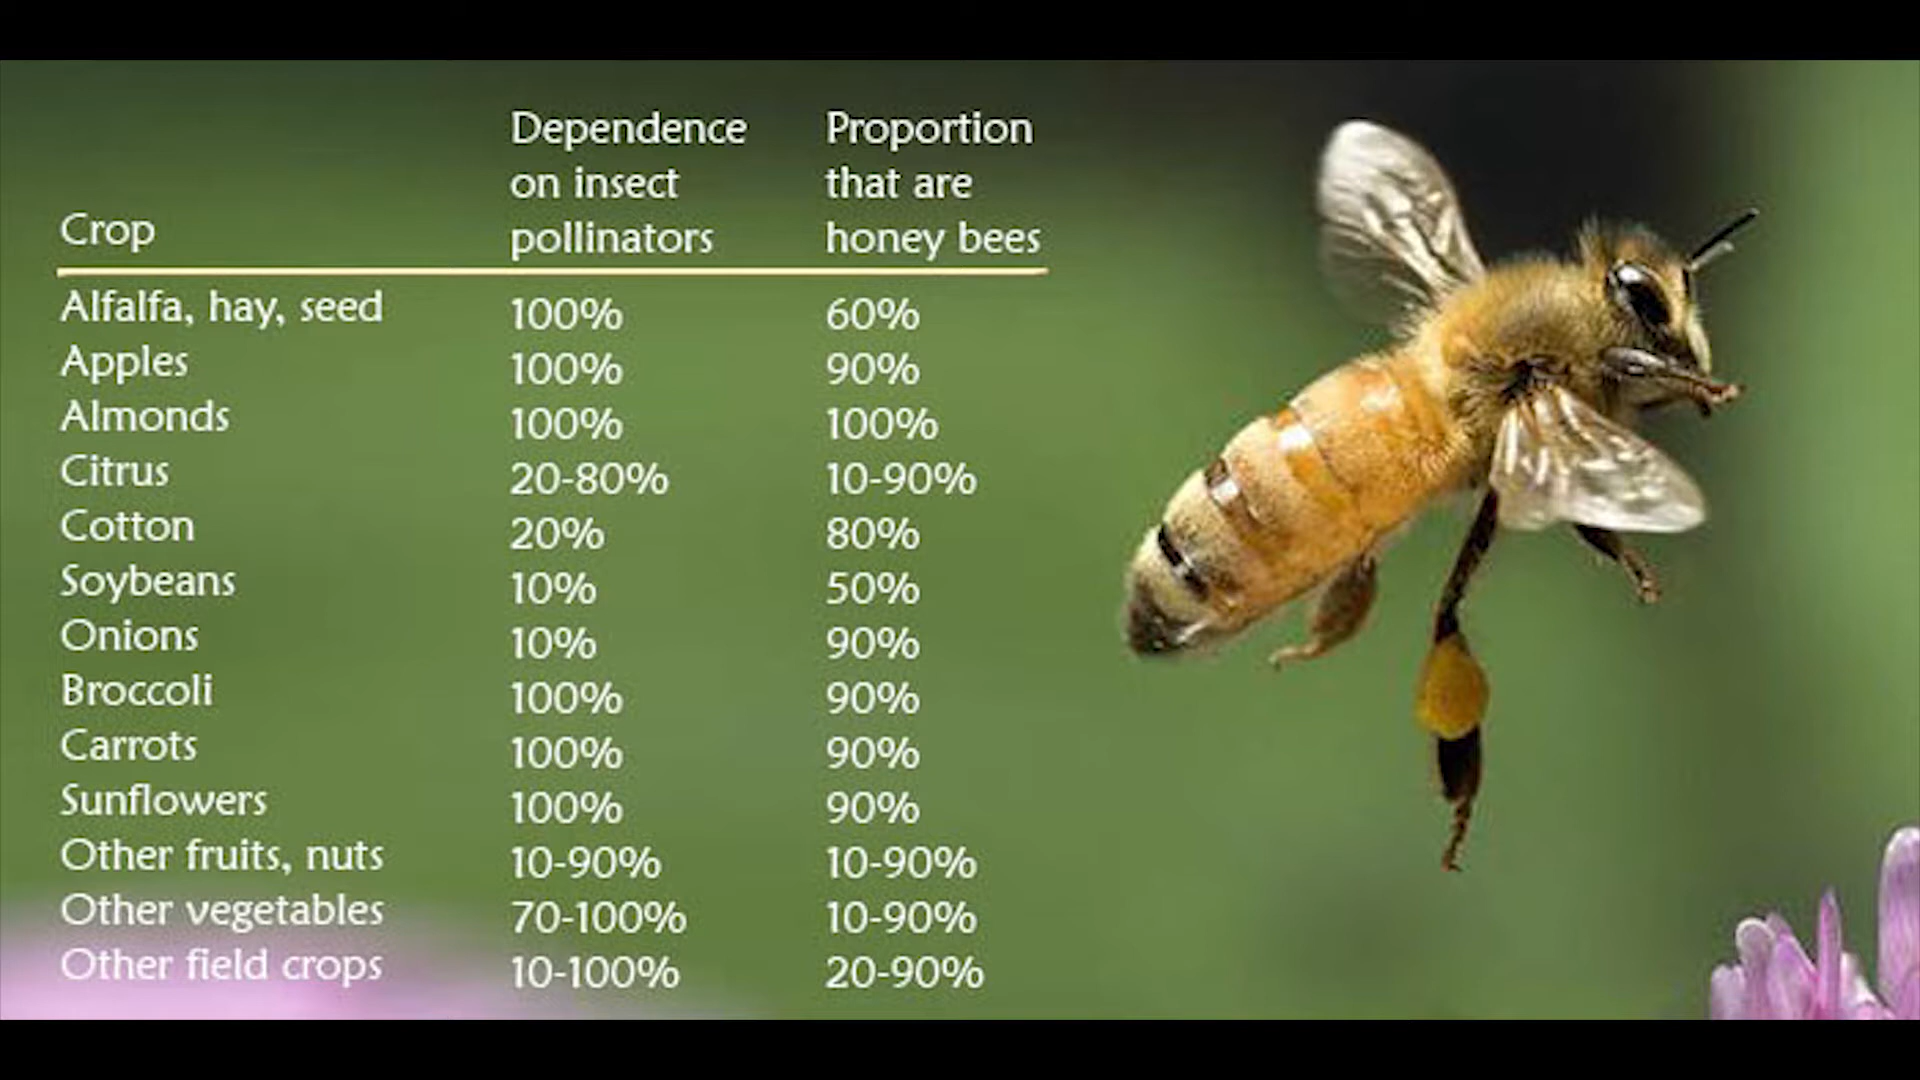 Crop Dependence on insect pollinators Proportion that are honey bees
Alfalfa, hay, seed 100% 60%
Apples 100% 90%
Almonds 100% 100%
Citrus 20-80% 10-90%
Cotton 20% 80%
Soybeans 10% 50%
Onions 10% 90%
Broccoli 100% 90%
Carrots 100% 90%
Sunflowers 100% 90%
Other fruits, nuts 10-90% 10-90%
Other vegetables 70-100% 10-90%
Other field crops 10-100% 20-90%